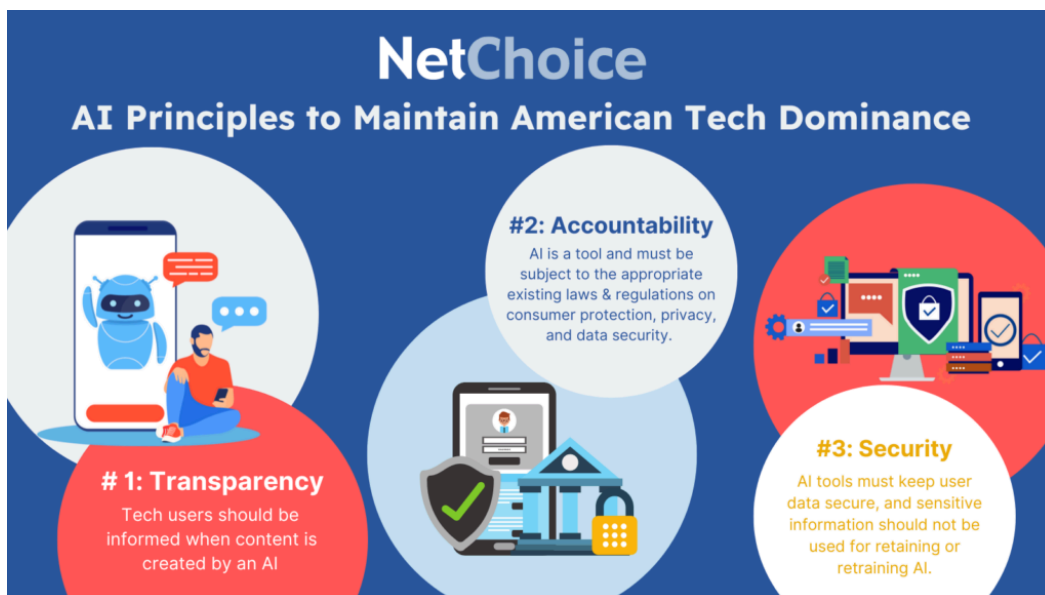 NetChoice
AI Principles to Maintain American Tech Dominance
# 1: Transparency
Tech users should be
informed when content is
created by an AI
#2: Accountability
AI is a tool and must be
subject to the appropriate
existing laws & regulations on
consumer protection, privacy,
and data security.
#3: Security
AI tools must keep user
data secure, and sensitive
information should not be
used for retaining or
retraining AI.